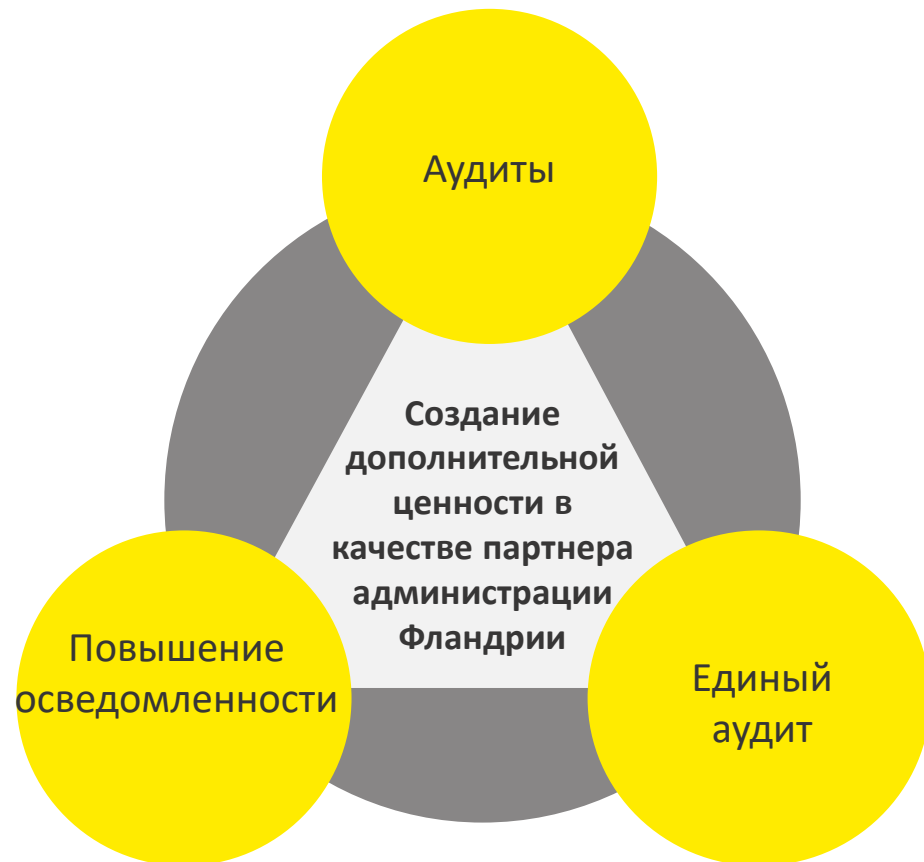 Аудиты
Создание
дополнительной
ценности в
качестве партнера
администрации
Фландрии
Повышение
осведомленности
Единый
аудит